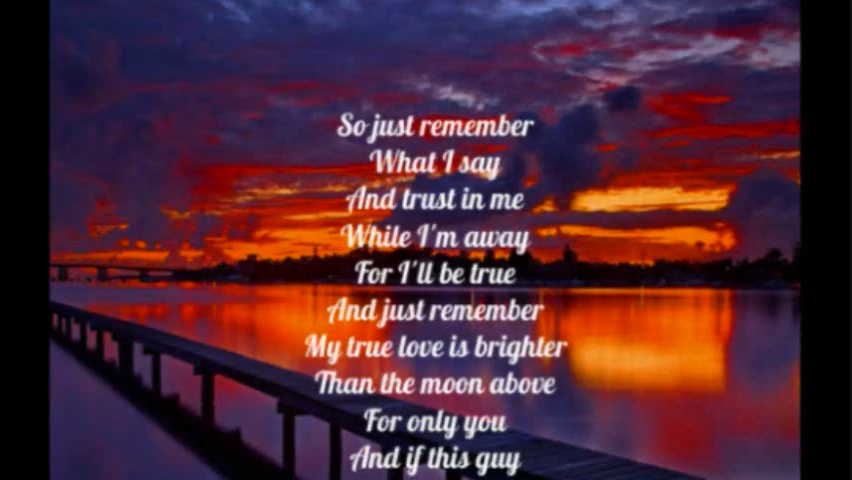 So just remember
What I say
And trust in me
While I'm away
For I'll be true
And just remember
My true love is brighter
Than the moon above
For only you
And if this guy